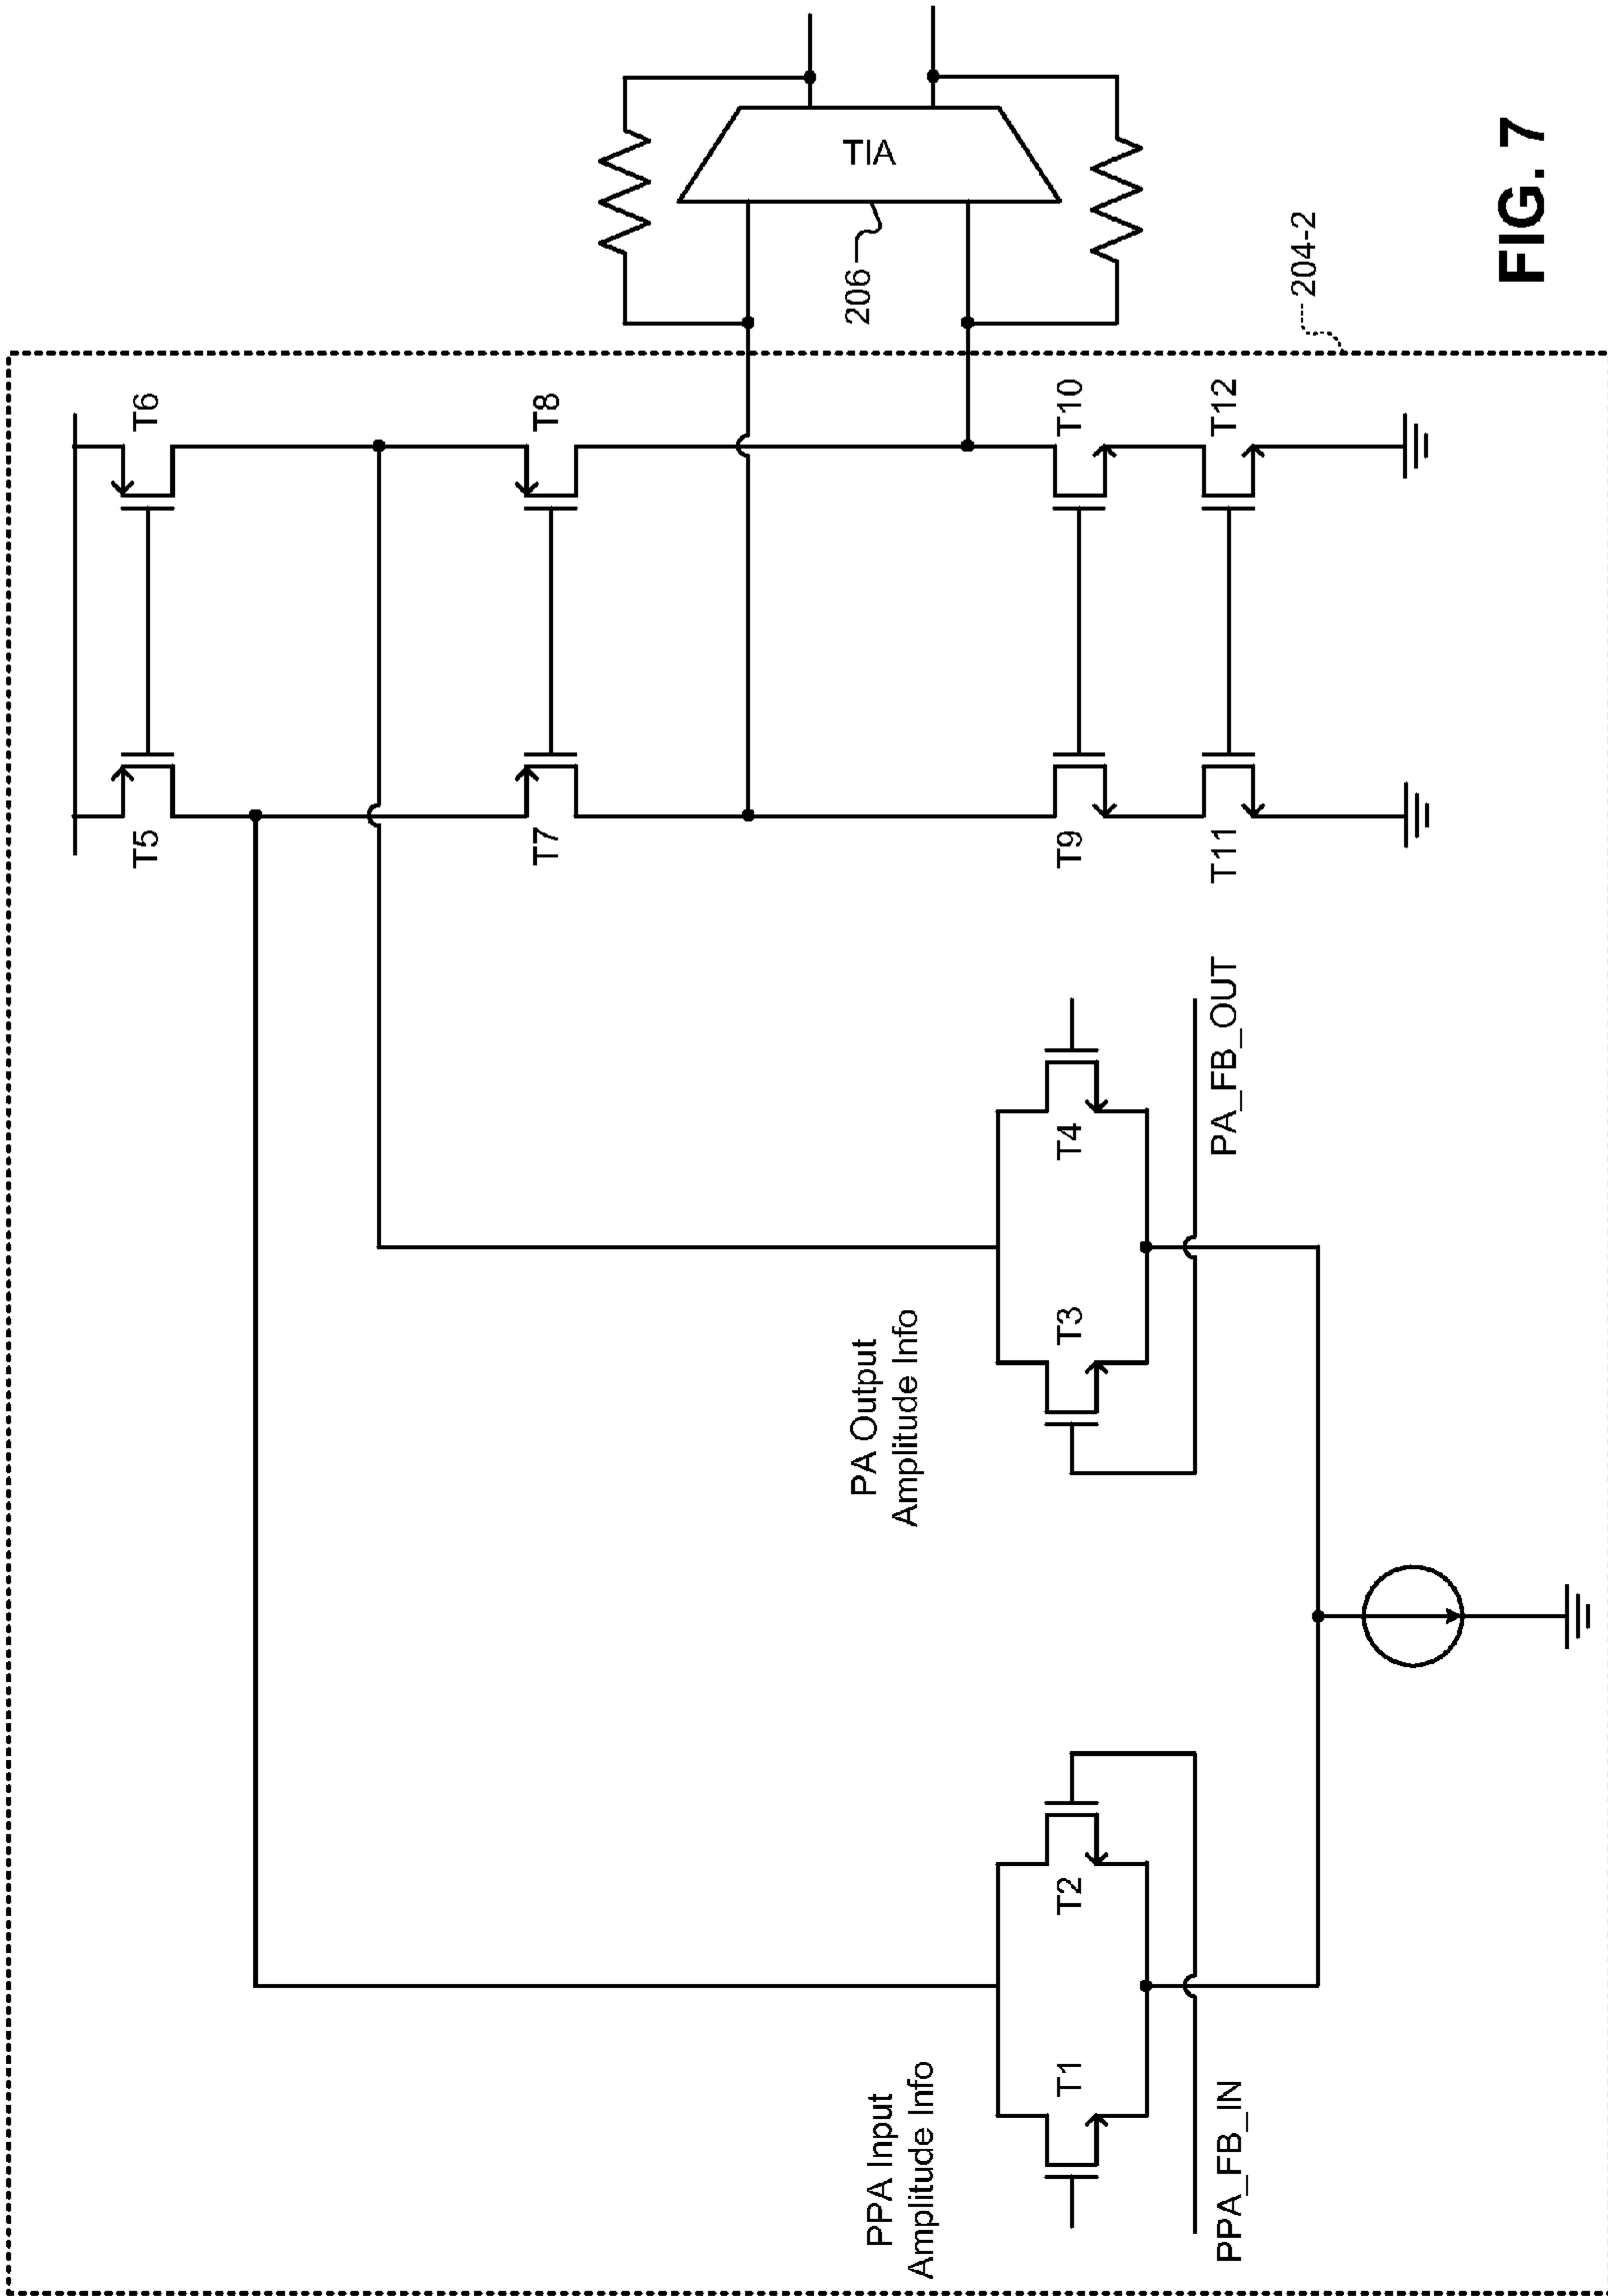 T5
T6
T7
T8
T9
T10
T11
T12
TIA
206
204-2
PPA Input
Amplitude Info
PA Output
Amplitude Info
T1
T2
T3
T4
PPA_FB_IN
PA_FB_OUT
FIG. 7